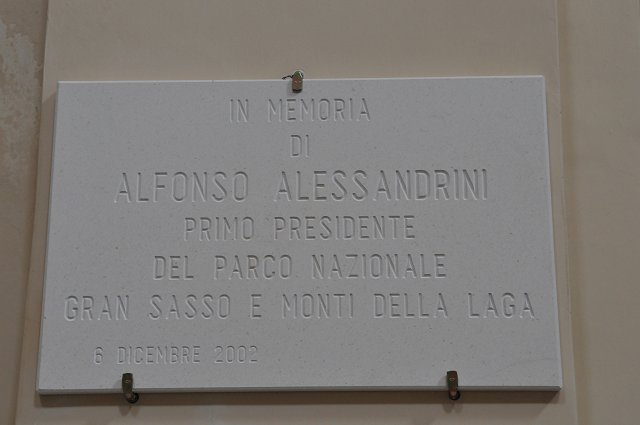 IN MEMORIA
DI
ALFONSO ALESSANDRINI
PRIMO PRESIDENTE
DEL PARCO NAZIONALE
GRAN SASSO E MONTI DELLA LAGA
6 DICEMBRE 2002